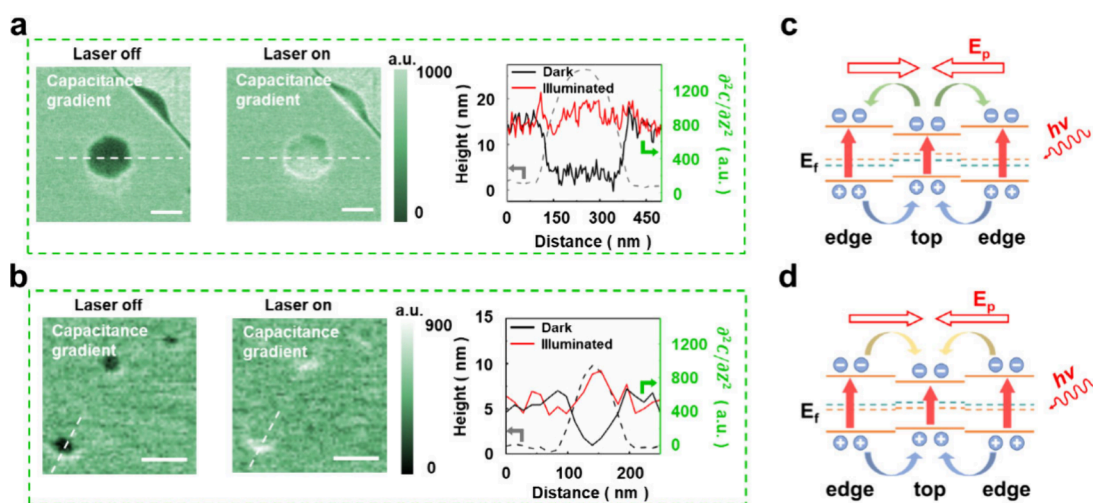 a
Laser off
Laser on
a.u.
Capacitance
gradient
Capacitance
gradient
1000
0
Dark
Illuminated
Height ( nm )
20
10
0
1200
800
400
0
∂²C/∂Z² ( a.u. )
0 150 300 450
Distance ( nm )
b
Laser off
Laser on
a.u.
Capacitance
gradient
Capacitance
gradient
900
0
Dark
Illuminated
Height ( nm )
15
10
5
0
1200
800
400
0
∂²C/∂Z² ( a.u. )
0 100 200
Distance ( nm )
c
Ep
hν
Ef
edge top edge
d
Ep
hν
Ef
edge top edge